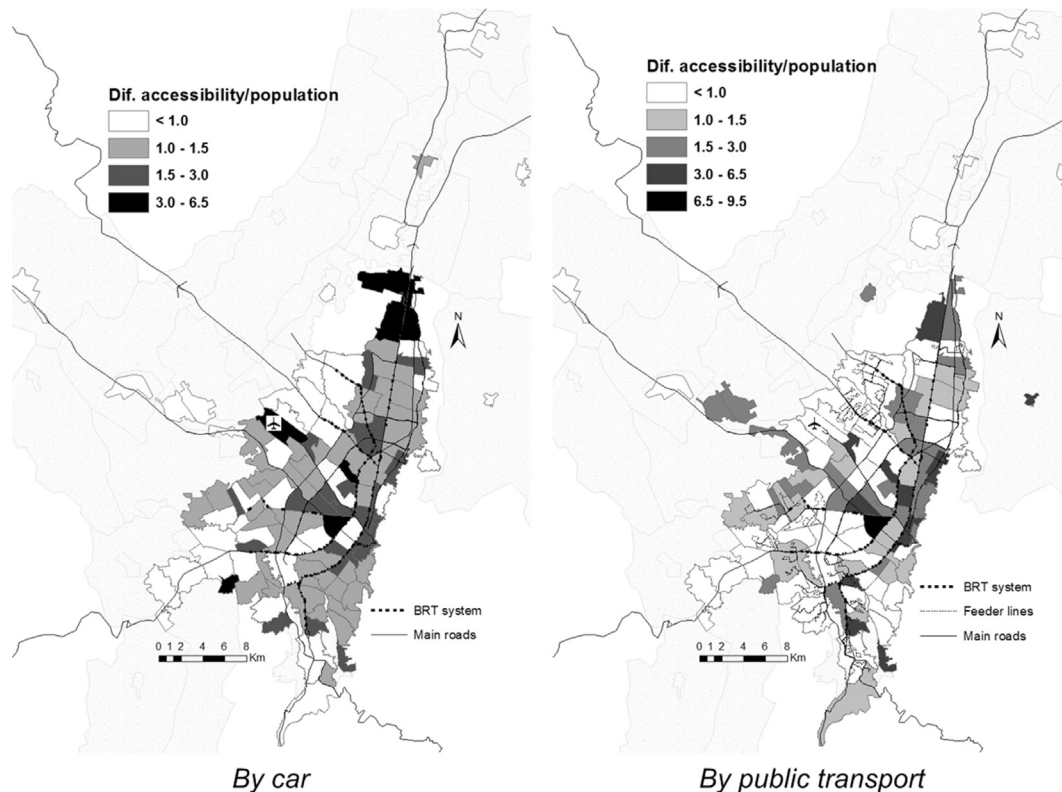 Dif. accessibility/population
< 1.0
1.0 - 1.5
1.5 - 3.0
3.0 - 6.5
N
BRT system
Main roads
0 1 2 4 6 8
Km
By car
Dif. accessibility/population
< 1.0
1.0 - 1.5
1.5 - 3.0
3.0 - 6.5
6.5 - 9.5
N
BRT system
Feeder lines
Main roads
0 1 2 4 6 8
Km
By public transport